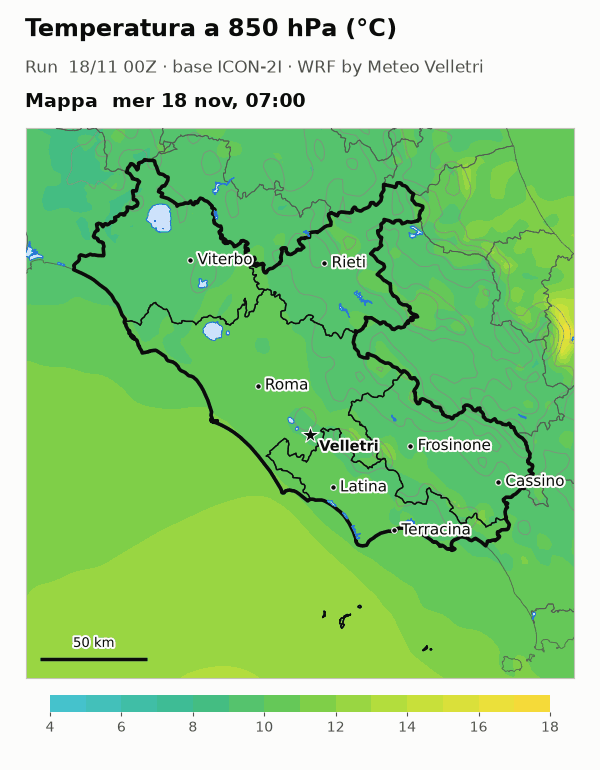 Temperatura a 850 hPa (°C)
Run  18/11 00Z · base ICON-2I · WRF by Meteo Velletri
Mappa  mer 18 nov, 07:00
Viterbo
Rieti
Roma
Velletri
Frosinone
Latina
Cassino
Terracina
50 km
4 6 8 10 12 14 16 18